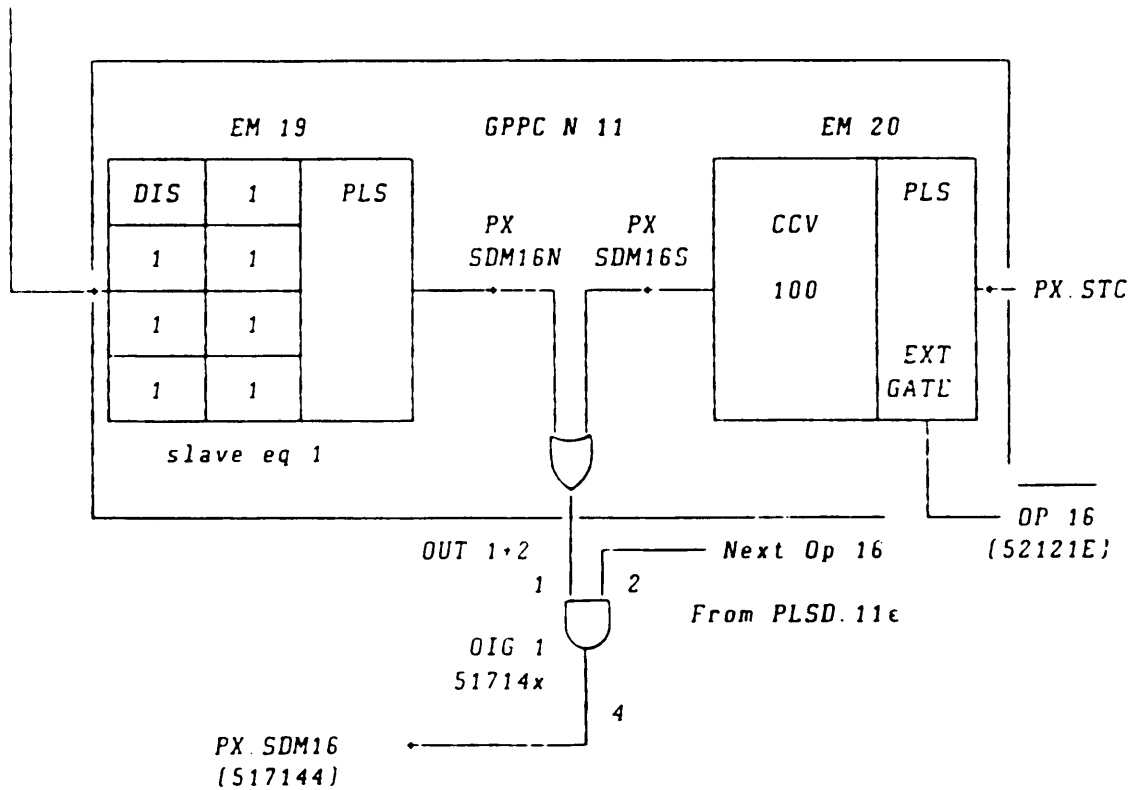 EM 19
GPPC N 11
EM 20
DIS 1 PLS
1 1
1 1
1 1
slave eq 1
PX
SDM16N
PX
SDM16S
CCV
100
PLS
EXT
PX.STC
OP 16
(52121E)
OUT 1+2
1
2
Next Op 16
From PLSD.11ε
OIG 1
51714x
4
PX.SDM16
(517144)